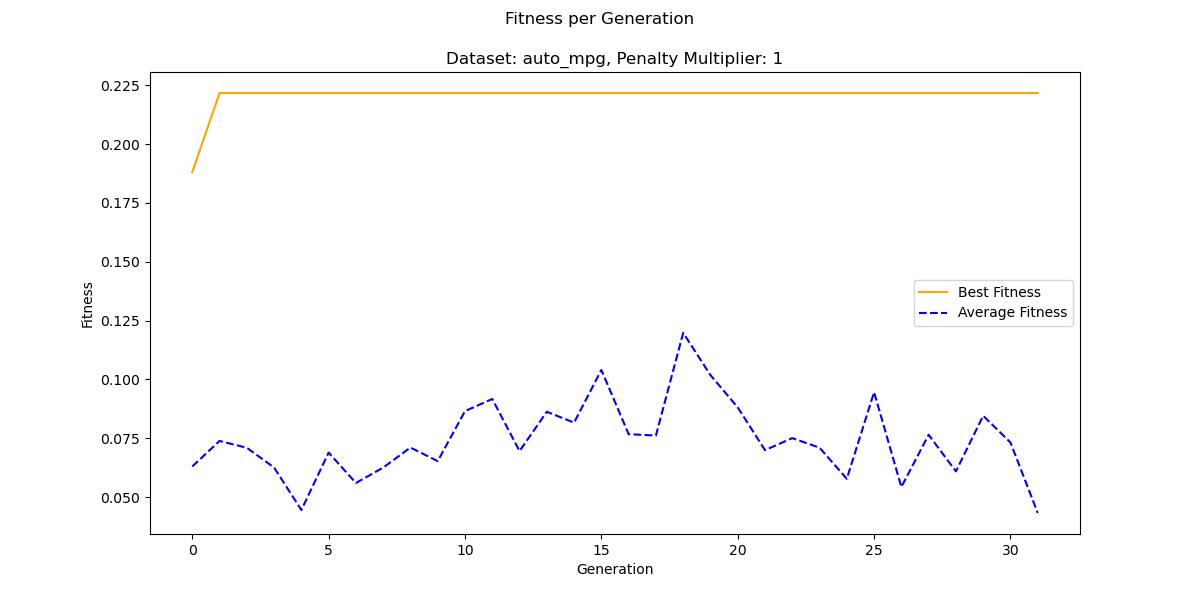 Fitness per Generation
Dataset: auto_mpg, Penalty Multiplier: 1
0.225
0.200
0.175
0.150
0.125
0.100
0.075
0.050
Fitness
Best Fitness
Average Fitness
0 5 10 15 20 25 30
Generation